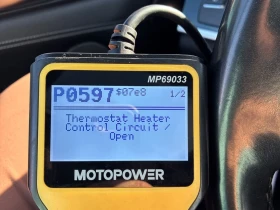 MP69033
P0597 $07e8 1/2
Thermostat Heater
Control Circuit /
Open
MOTOPOWER